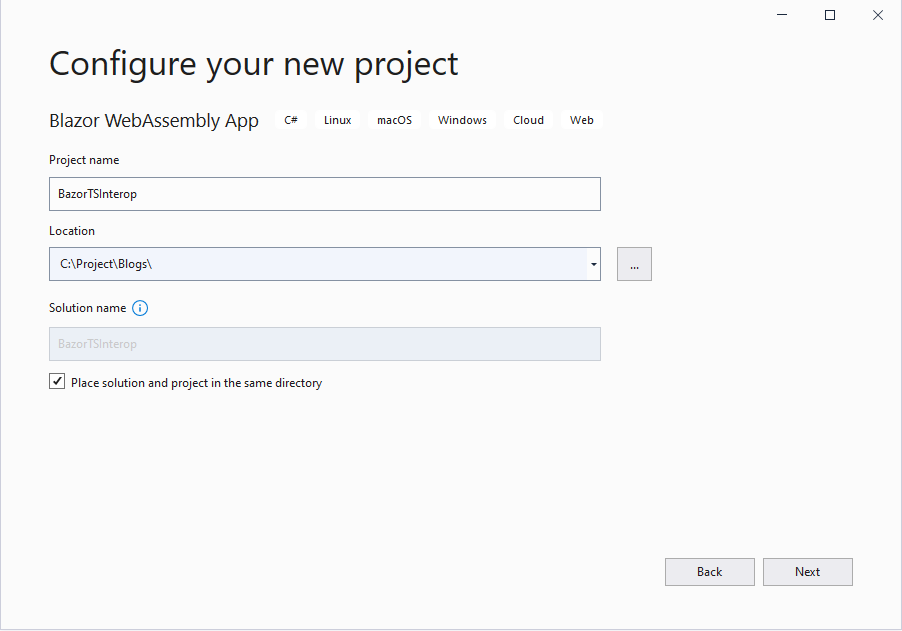 Configure your new project
Blazor WebAssembly App C# Linux macOS Windows Cloud Web
Project name
BazorTSInterop
Location
C:\Project\Blogs\
...
Solution name
BazorTSInterop
Place solution and project in the same directory
Back Next